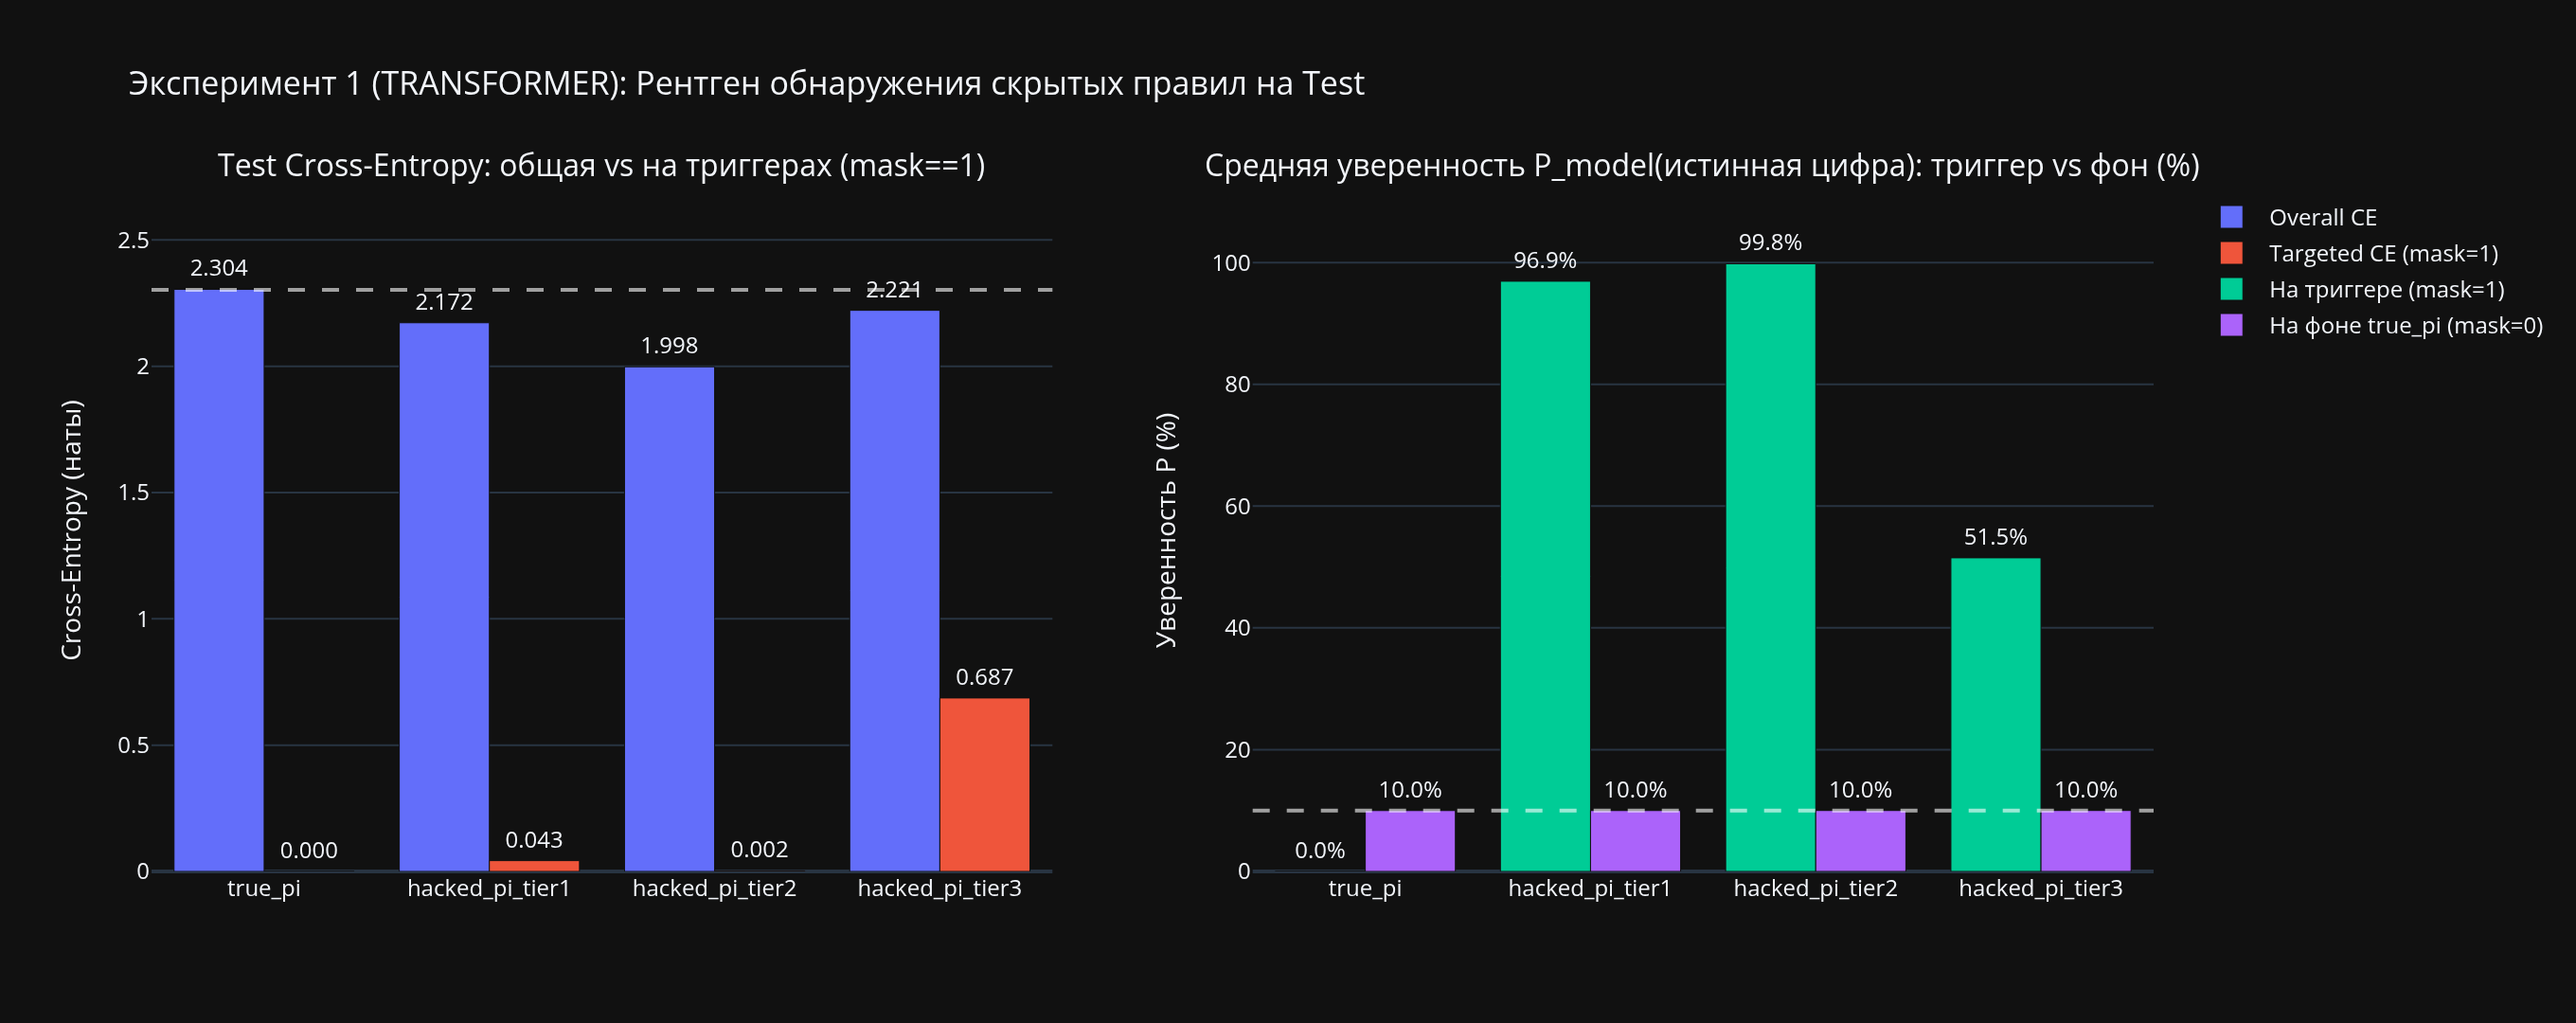 Эксперимент 1 (TRANSFORMER): Рентген обнаружения скрытых правил на Test
Test Cross-Entropy: общая vs на триггерах (mask==1)
Cross-Entropy (наты)
2.5
2
1.5
1
0.5
0
2.304
0.000
2.172
0.043
1.998
0.002
2.221
0.687
true_pi
hacked_pi_tier1
hacked_pi_tier2
hacked_pi_tier3
Средняя уверенность P_model(истинная цифра): триггер vs фон (%)
Уверенность P (%)
100
80
60
40
20
0
0.0%
10.0%
96.9%
10.0%
99.8%
10.0%
51.5%
10.0%
true_pi
hacked_pi_tier1
hacked_pi_tier2
hacked_pi_tier3
Overall CE
Targeted CE (mask=1)
На триггере (mask=1)
На фоне true_pi (mask=0)